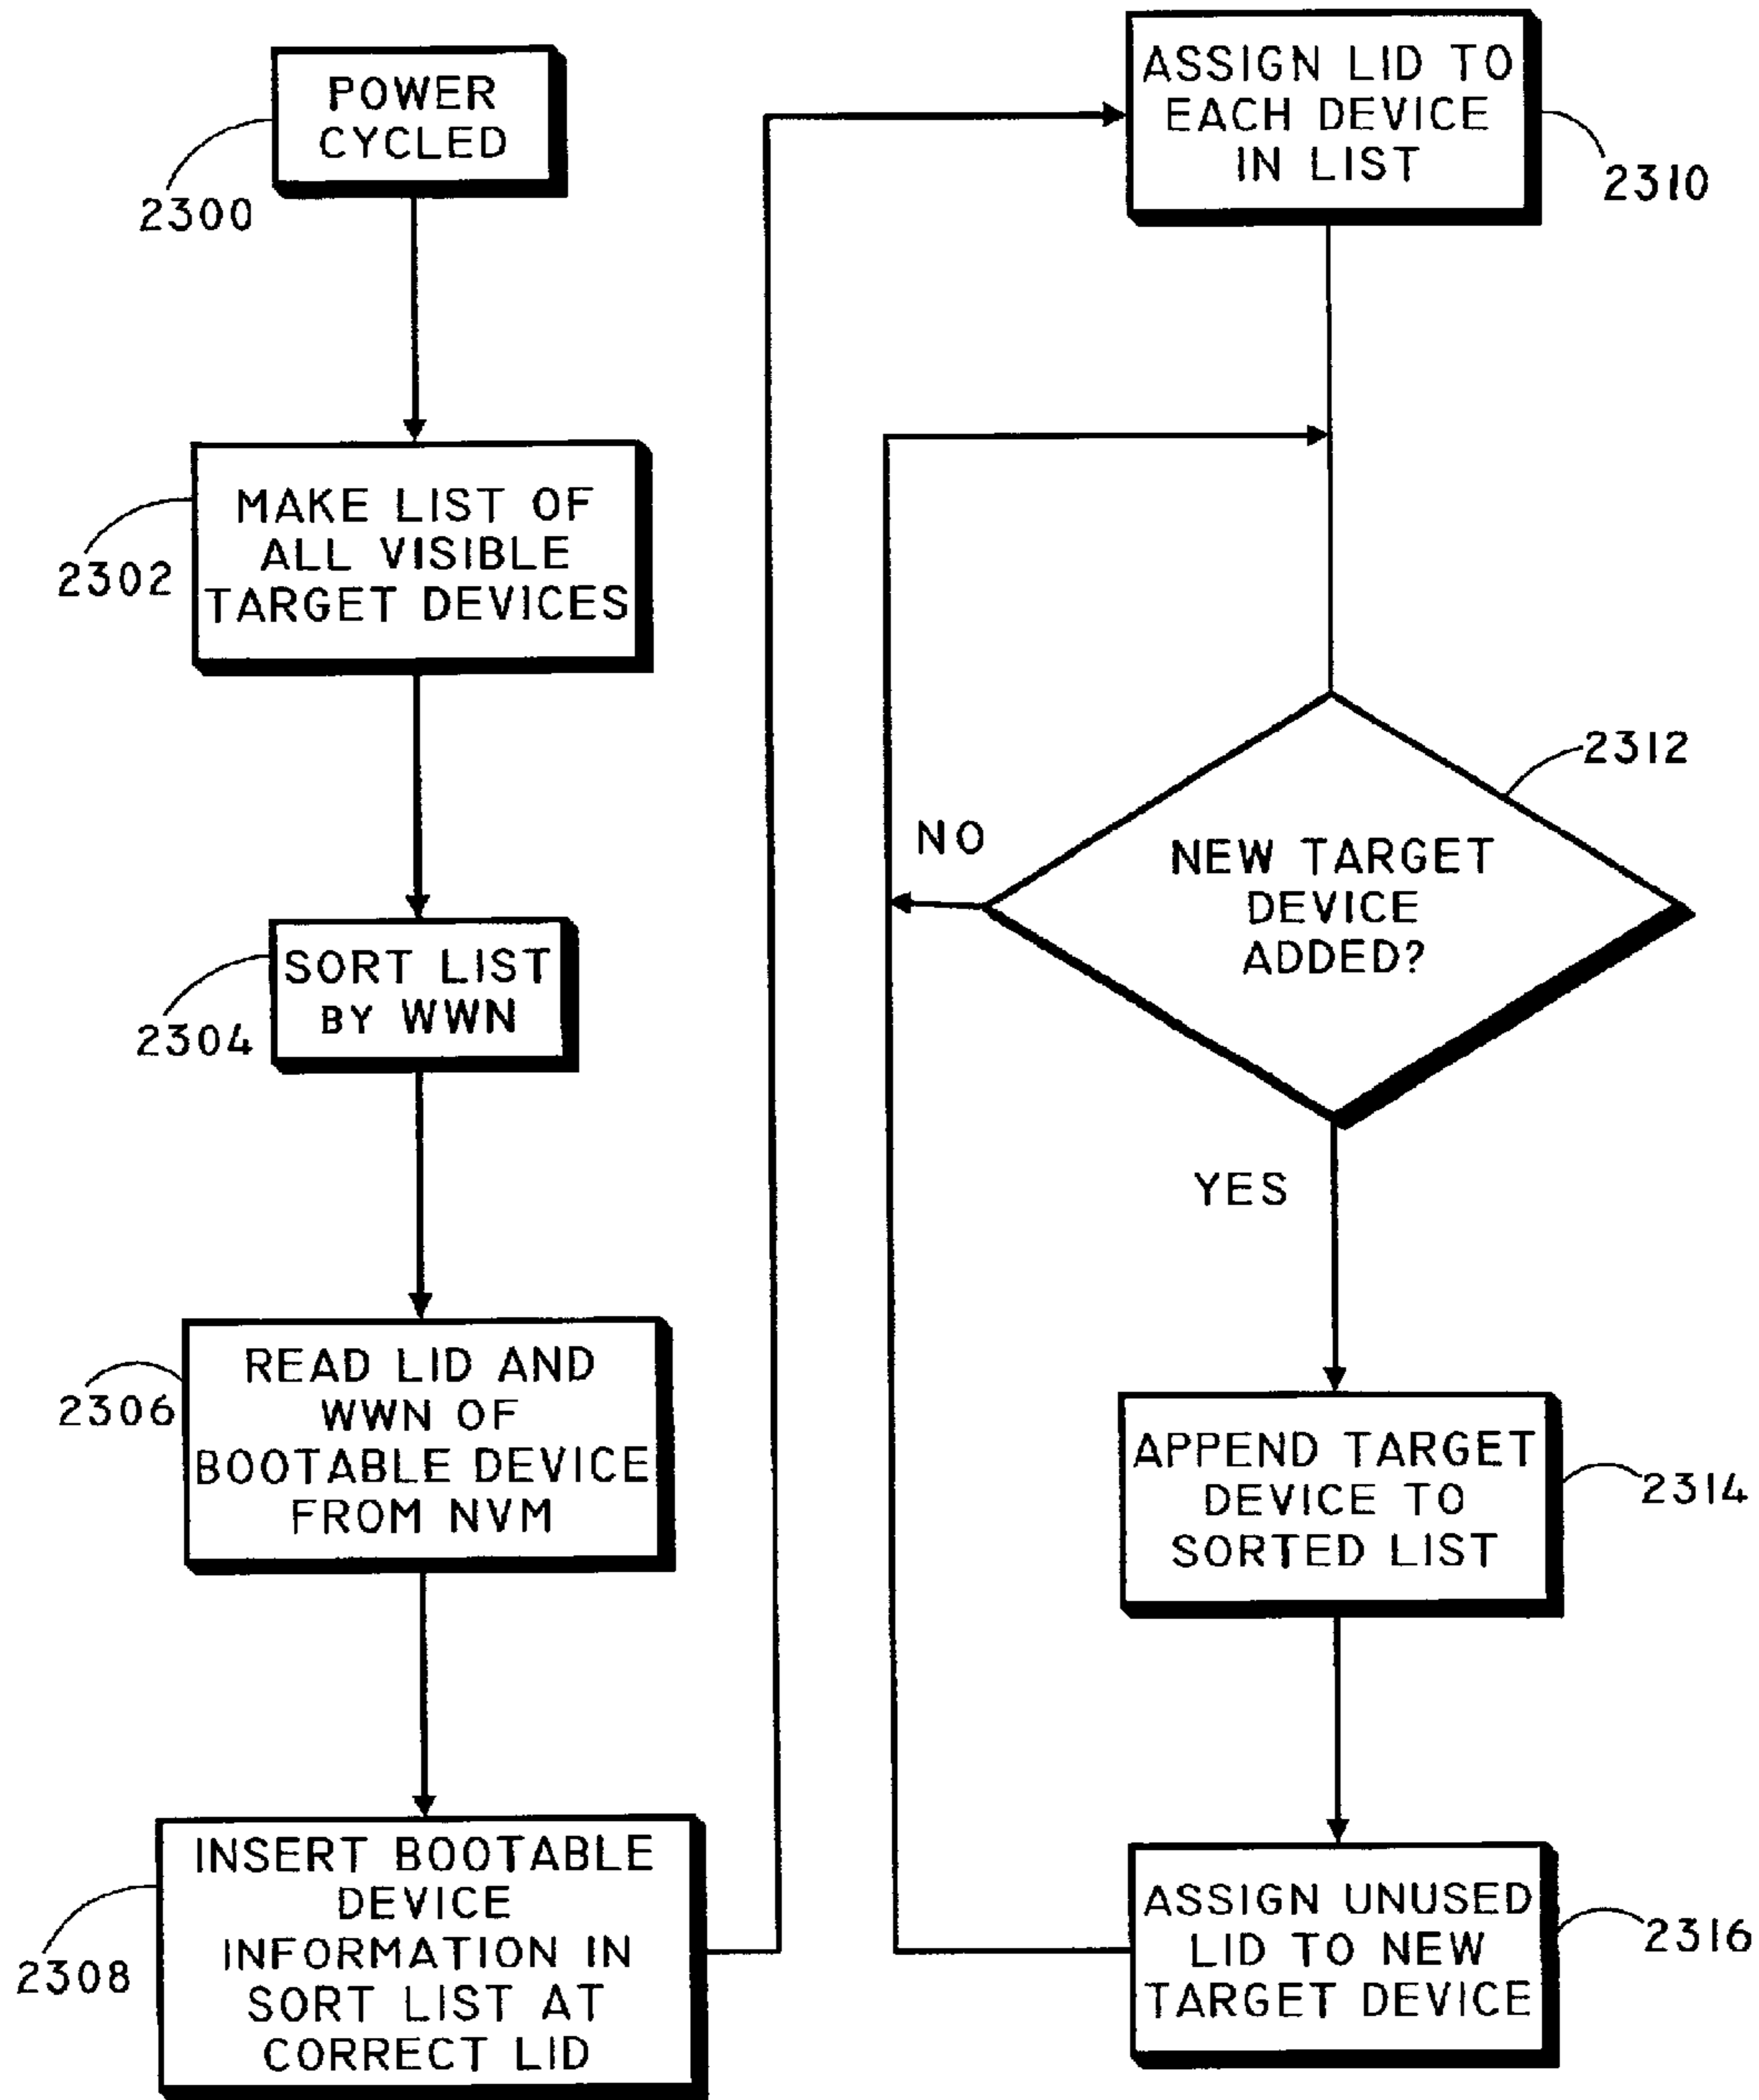 POWER
CYCLED
2300
MAKE LIST OF
ALL VISIBLE
TARGET DEVICES
2302
SORT LIST
BY WWN
2304
READ LID AND
WWN OF
BOOTABLE DEVICE
FROM NVM
2306
INSERT BOOTABLE
DEVICE
INFORMATION IN
SORT LIST AT
CORRECT LID
2308
ASSIGN LID TO
EACH DEVICE
IN LIST
2310
2312
NEW TARGET
DEVICE
ADDED?
NO
YES
APPEND TARGET
DEVICE TO
SORTED LIST
2314
ASSIGN UNUSED
LID TO NEW
TARGET DEVICE
2316